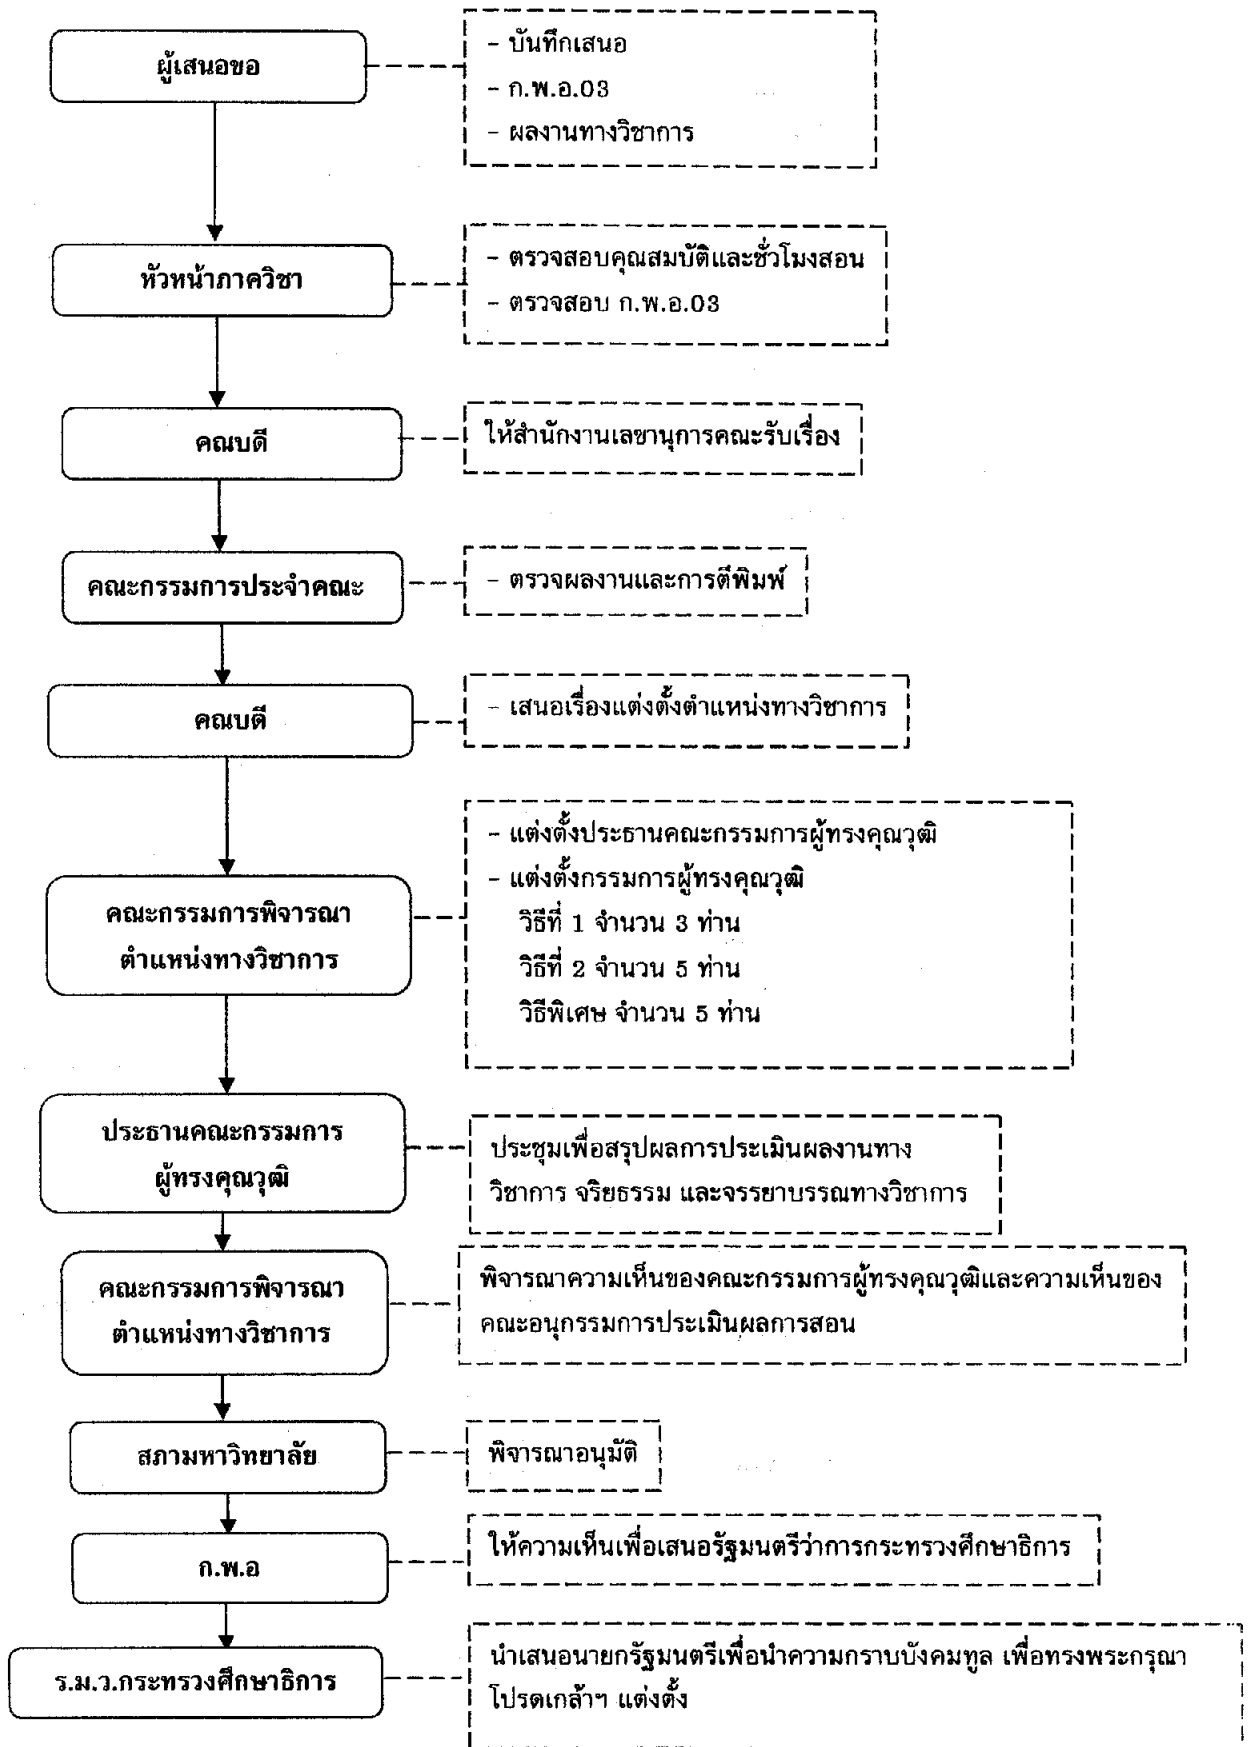 ผู้เสนอขอ
- บันทึกเสนอ
- ก.พ.อ.03
- ผลงานทางวิชาการ
หัวหน้าภาควิชา
- ตรวจสอบคุณสมบัติและชั่วโมงสอน
- ตรวจสอบ ก.พ.อ.03
คณบดี
ให้สำนักงานเลขานุการคณะรับเรื่อง
คณะกรรมการประจำคณะ
- ตรวจผลงานและการตีพิมพ์
คณบดี
- เสนอเรื่องแต่งตั้งตำแหน่งทางวิชาการ
คณะกรรมการพิจารณา
ตำแหน่งทางวิชาการ
- แต่งตั้งประธานคณะกรรมการผู้ทรงคุณวุฒิ
- แต่งตั้งกรรมการผู้ทรงคุณวุฒิ
วิธีที่ 1 จำนวน 3 ท่าน
วิธีที่ 2 จำนวน 5 ท่าน
วิธีพิเศษ จำนวน 5 ท่าน
ประธานคณะกรรมการ
ผู้ทรงคุณวุฒิ
ประชุมเพื่อสรุปผลการประเมินผลงานทาง
วิชาการ จริยธรรม และจรรยาบรรณทางวิชาการ
คณะกรรมการพิจารณา
ตำแหน่งทางวิชาการ
พิจารณาความเห็นของคณะกรรมการผู้ทรงคุณวุฒิและความเห็นของ
คณะอนุกรรมการประเมินผลการสอน
สภามหาวิทยาลัย
พิจารณาอนุมัติ
ก.พ.อ
ให้ความเห็นเพื่อเสนอรัฐมนตรีว่าการกระทรวงศึกษาธิการ
ร.ม.ว.กระทรวงศึกษาธิการ
นำเสนอนายกรัฐมนตรีเพื่อนำความกราบบังคมทูล เพื่อทรงพระกรุณา
โปรดเกล้าฯ แต่งตั้ง